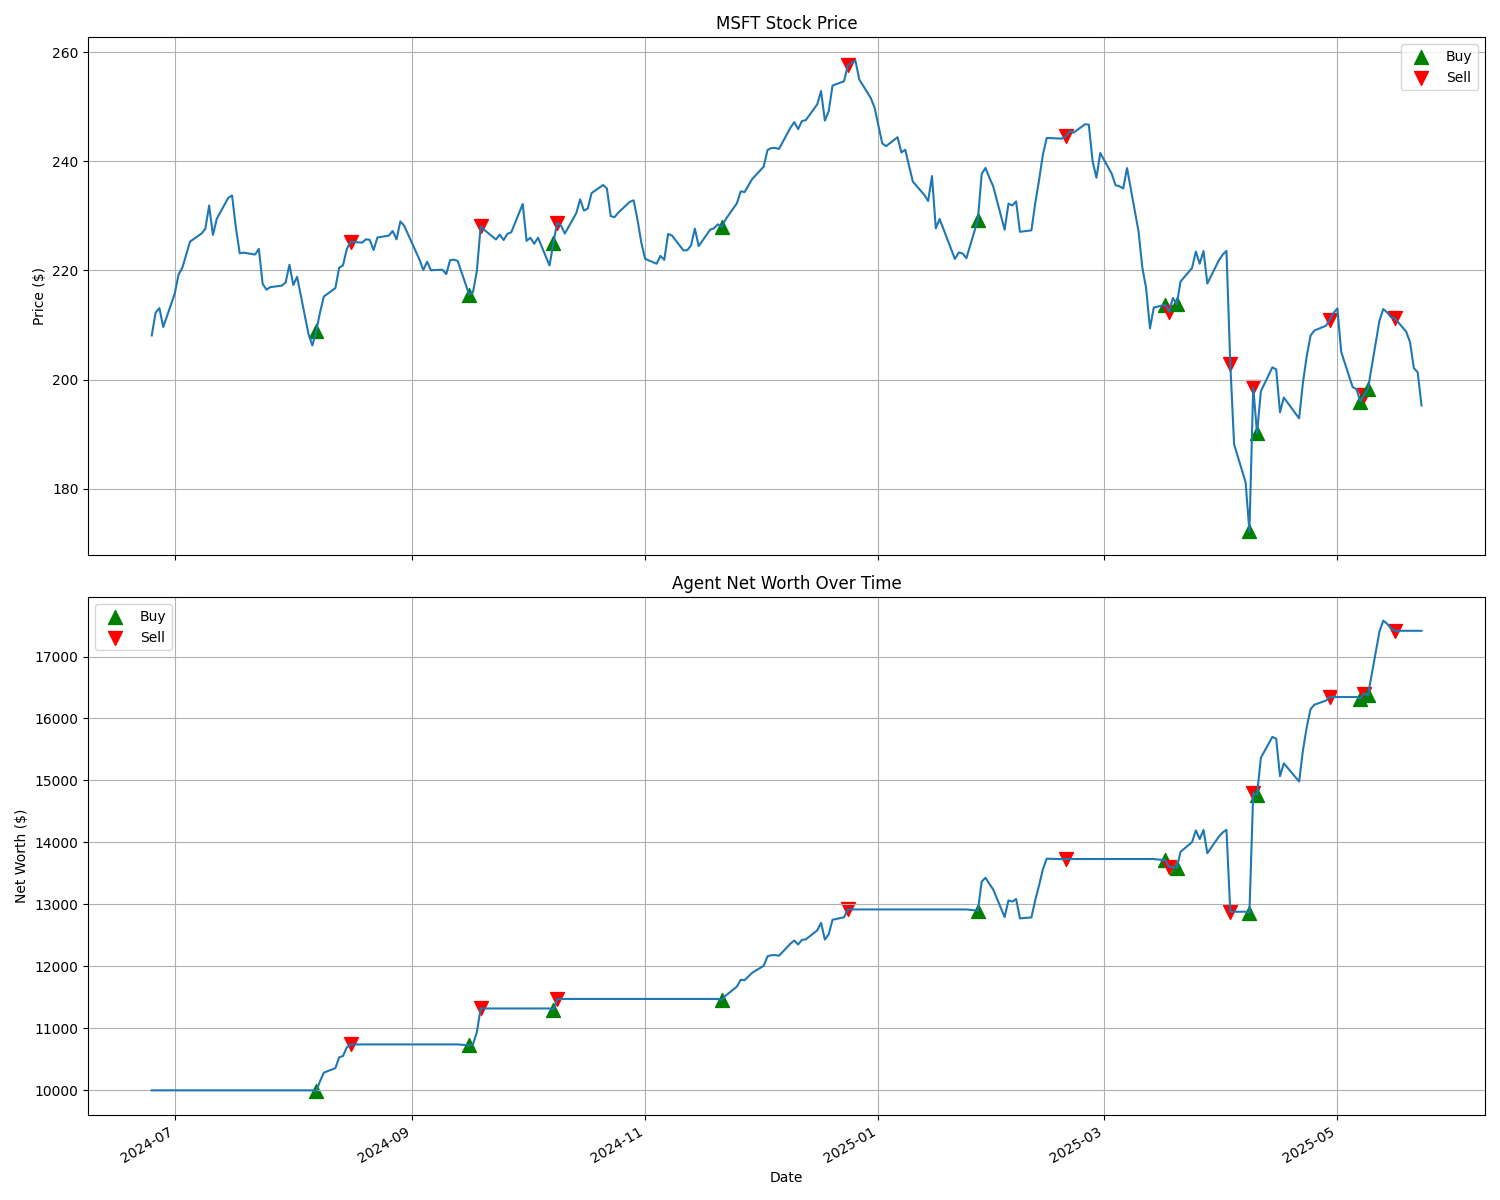 MSFT Stock Price
Buy
Sell
260
240
220
200
180
Price ($)
Agent Net Worth Over Time
Buy
Sell
17000
16000
15000
14000
13000
12000
11000
10000
Net Worth ($)
2024-07
2024-09
2024-11
2025-01
2025-03
2025-05
Date